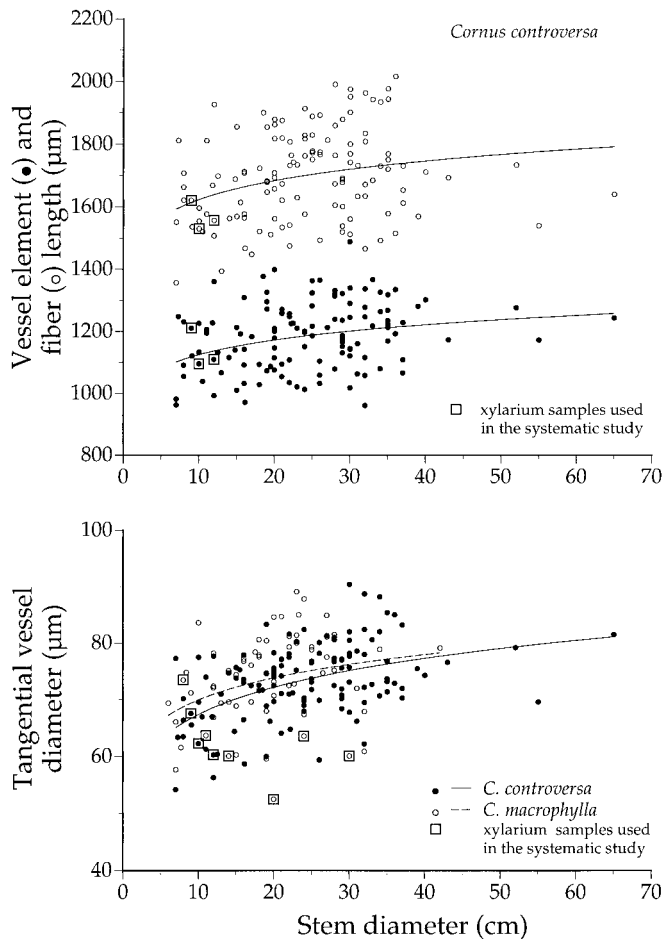 Cornus controversa
Vessel element (●) and
fiber (○) length (µm)
2200
2000
1800
1600
1400
1200
1000
800
0 10 20 30 40 50 60 70
xylarium samples used
in the systematic study
Tangential vessel
diameter (µm)
100
80
60
40
C. controversa
C. macrophylla
xylarium samples used
in the systematic study
0 10 20 30 40 50 60 70
Stem diameter (cm)